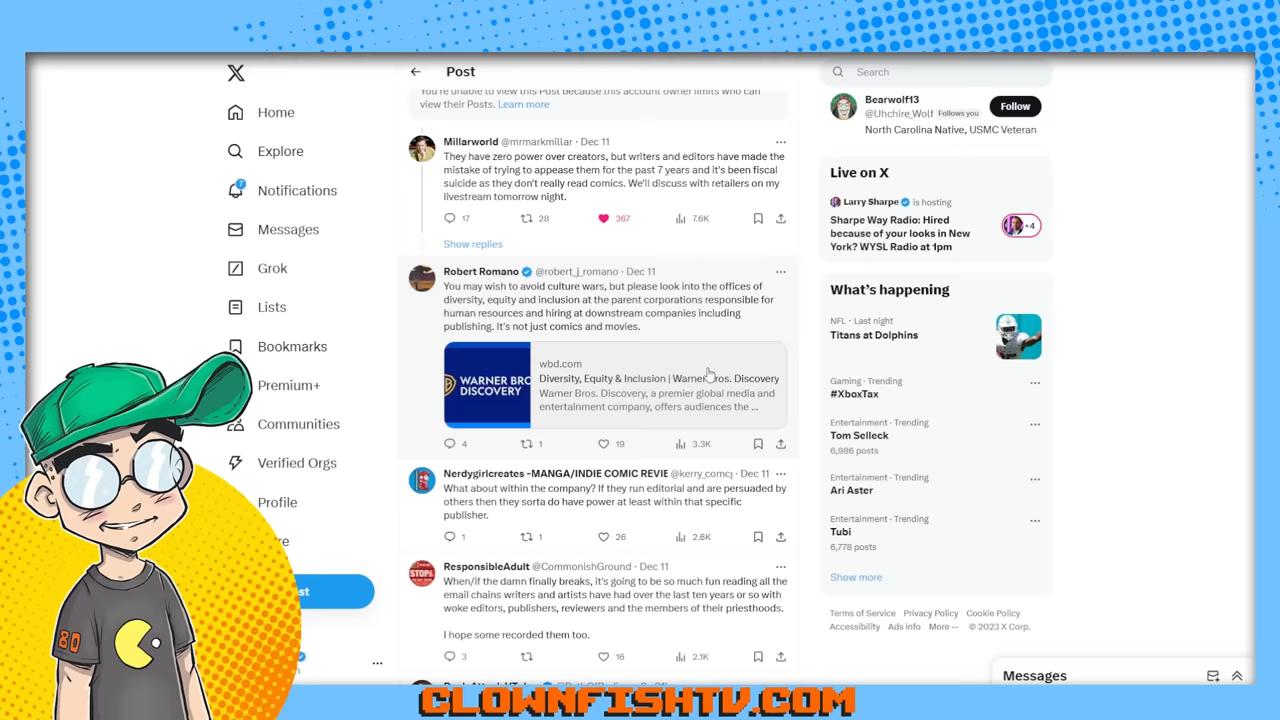 Home
Explore
7
Notifications
Messages
Grok
Lists
Bookmarks
Premium+
Communities
Verified Orgs
Profile
Post
You're unable to view this Post because this account owner limits who can
view their Posts. Learn more
Millarworld @mrmarkmillar · Dec 11
They have zero power over creators, but writers and editors have made the
mistake of trying to appease them for the past 7 years and it's been fiscal
suicide as they don't really read comics. We'll discuss with retailers on my
livestream tomorrow night.
17 28 367 7.6K
Show replies
Robert Romano @robert_j_romano · Dec 11
You may wish to avoid culture wars, but please look into the offices of
diversity, equity and inclusion at the parent corporations responsible for
human resources and hiring at downstream companies including
publishing. It's not just comics and movies.
WARNER BRO
DISCOVERY
wbd.com
Diversity, Equity & Inclusion | Warner Bros. Discovery
Warner Bros. Discovery, a premier global media and
entertainment company, offers audiences the ...
4 1 19 3.3K
Nerdygirlcreates -MANGA/INDIE COMIC REVIE @kerry_comcj · Dec 11
What about within the company? If they run editorial and are persuaded by
others then they sorta do have power at least within that specific
publisher.
1 1 26 2.6K
ResponsibleAdult @CommonishGround · Dec 11
When/if the damn finally breaks, it's going to be so much fun reading all the
email chains writers and artists have had over the last ten years or so with
woke editors, publishers, reviewers and the members of their priesthoods.
I hope some recorded them too.
3 16 2.1K
Search
Bearwolf13
@Uhchire_Wolf Follows you
Follow
North Carolina Native, USMC Veteran
Live on X
Larry Sharpe is hosting
Sharpe Way Radio: Hired
because of your looks in New
York? WYSL Radio at 1pm
+4
What's happening
NFL · Last night
Titans at Dolphins
Gaming · Trending
#XboxTax
Entertainment · Trending
Tom Selleck
6,986 posts
Entertainment · Trending
Ari Aster
Entertainment · Trending
Tubi
6,778 posts
Show more
Terms of Service Privacy Policy Cookie Policy
Accessibility Ads info More ··· © 2023 X Corp.
Messages
80
CLOWNFISHTV.COM